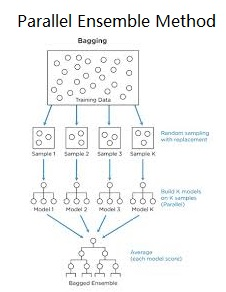 Parallel Ensemble Method
Bagging
Training Data
Random sampling
with replacement
Sample 1 Sample 2 Sample 3 Sample K
Build K models
on K samples
(Parallel)
Model 1 Model 2 Model 3 Model K
Average
(each model score)
Bagged Ensemble